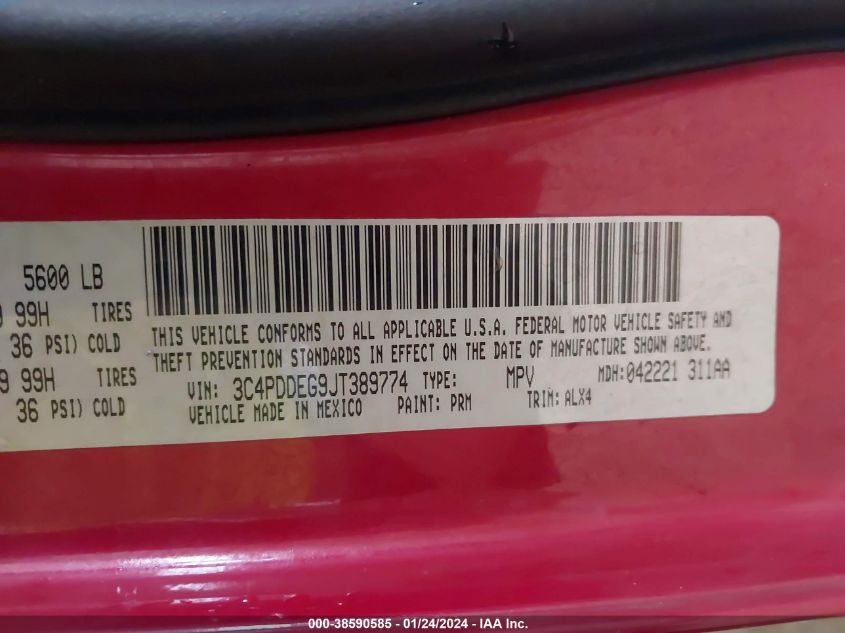 5600 LB
99H TIRES
36 PSI) COLD
99H TIRES
36 PSI) COLD
THIS VEHICLE CONFORMS TO ALL APPLICABLE U.S.A. FEDERAL MOTOR VEHICLE SAFETY AND
THEFT PREVENTION STANDARDS IN EFFECT ON THE DATE OF MANUFACTURE SHOWN ABOVE.
VIN: 3C4PDDEG9JT389774 TYPE: MPV MDH:042221 311AA
VEHICLE MADE IN MEXICO PAINT: PRM TRIM: ALX4
000-38590585 - 01/24/2024 - IAA Inc.